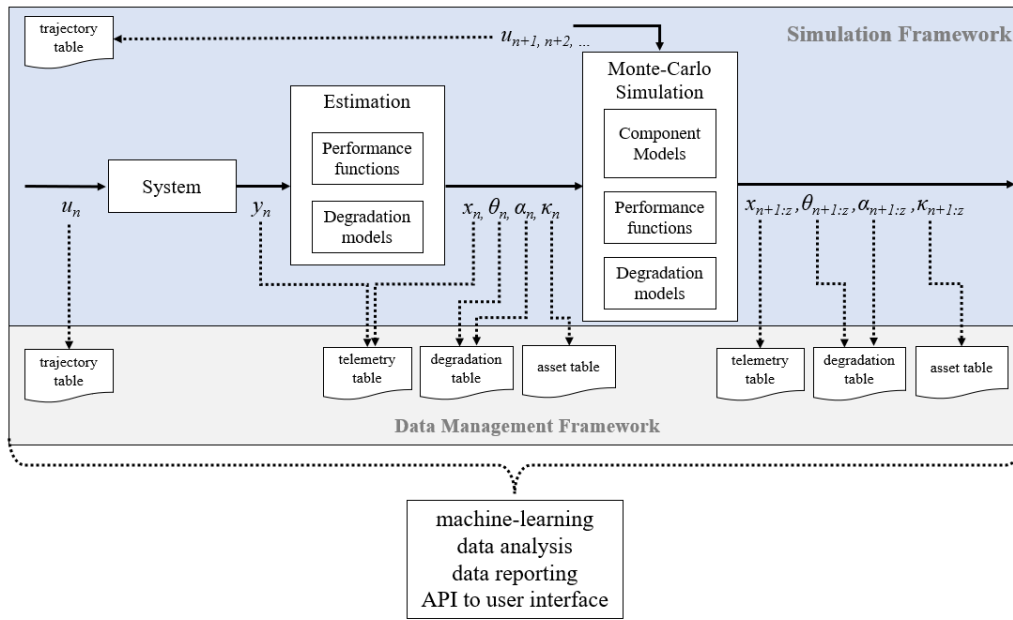 trajectory
table
u_{n+1, n+2, ...}
Simulation Framework
Monte-Carlo
Simulation
Component
Models
Performance
functions
Degradation
models
Estimation
Performance
functions
Degradation
models
System
u_n
y_n
x_n, θ_n, α_n, κ_n
x_{n+1:z}, θ_{n+1:z}, α_{n+1:z}, κ_{n+1:z}
trajectory
table
telemetry
table
degradation
table
asset table
telemetry
table
degradation
table
asset table
Data Management Framework
machine-learning
data analysis
data reporting
API to user interface